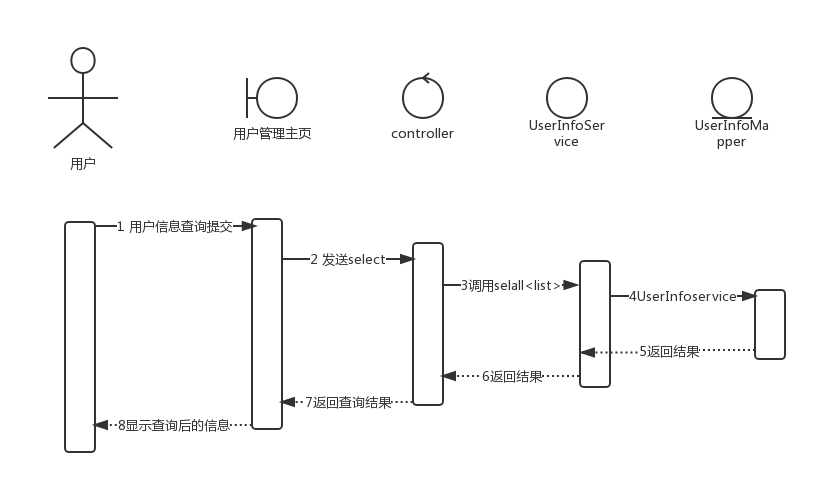 用户
用户管理主页
controller
UserInfoSer
vice
UserInfoMa
pper
1 用户信息查询提交
2 发送select
3调用selall<list>
4UserInfoservice
5返回结果
6返回结果
7返回查询结果
8显示查询后的信息